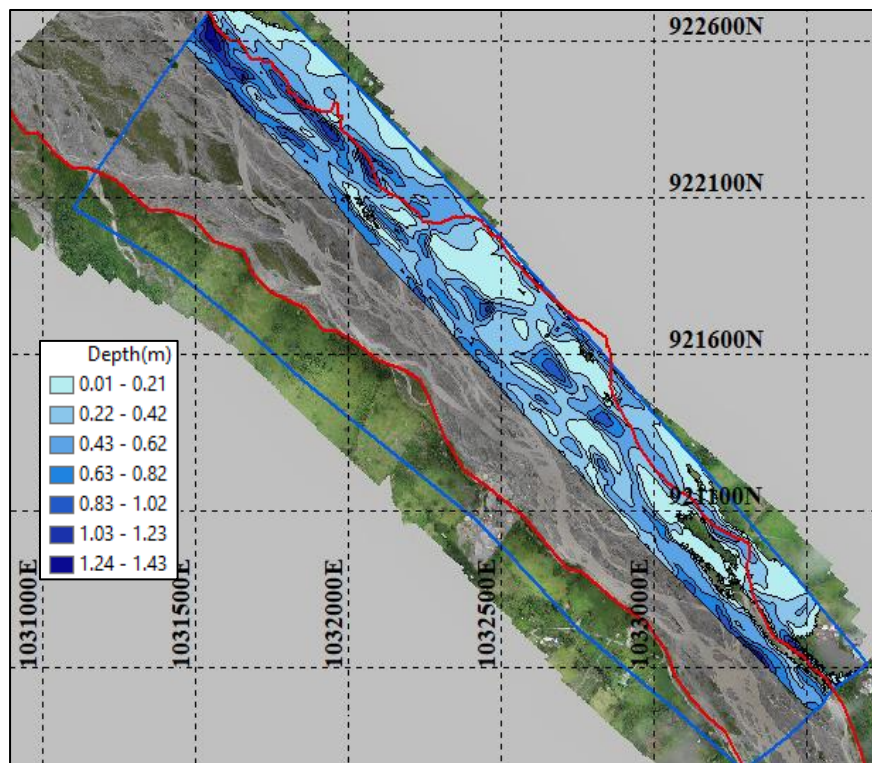 922600N
922100N
921600N
921100N
Depth(m)
0.01 - 0.21
0.22 - 0.42
0.43 - 0.62
0.63 - 0.82
0.83 - 1.02
1.03 - 1.23
1.24 - 1.43
1031000E
1031500E
1032000E
1032500E
1033000E